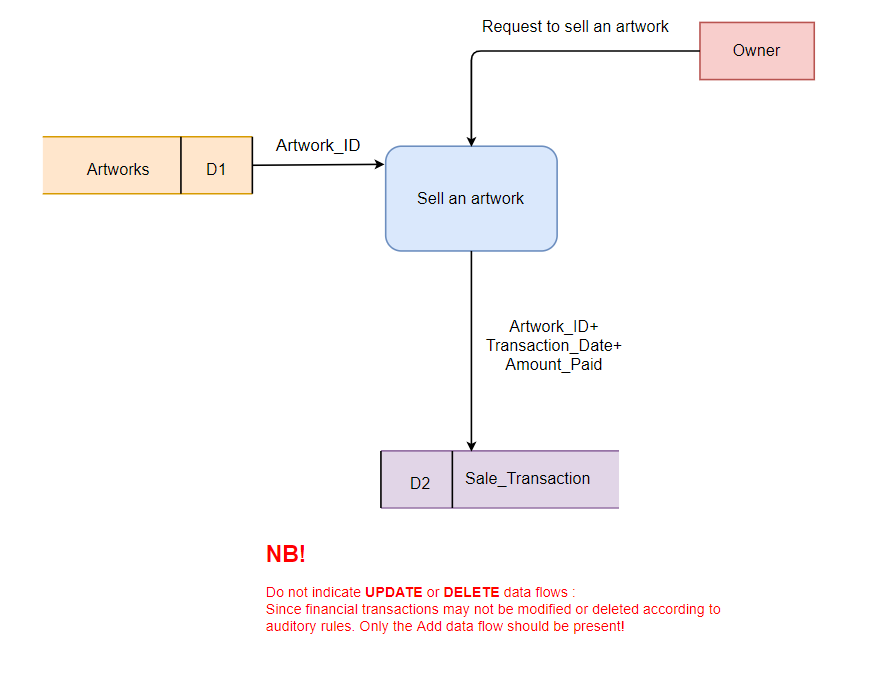 Request to sell an artwork
Owner
Artwork_ID
Artworks
D1
Sell an artwork
Artwork_ID+
Transaction_Date+
Amount_Paid
D2
Sale_Transaction
NB!
Do not indicate UPDATE or DELETE data flows :
Since financial transactions may not be modified or deleted according to
auditory rules. Only the Add data flow should be present!